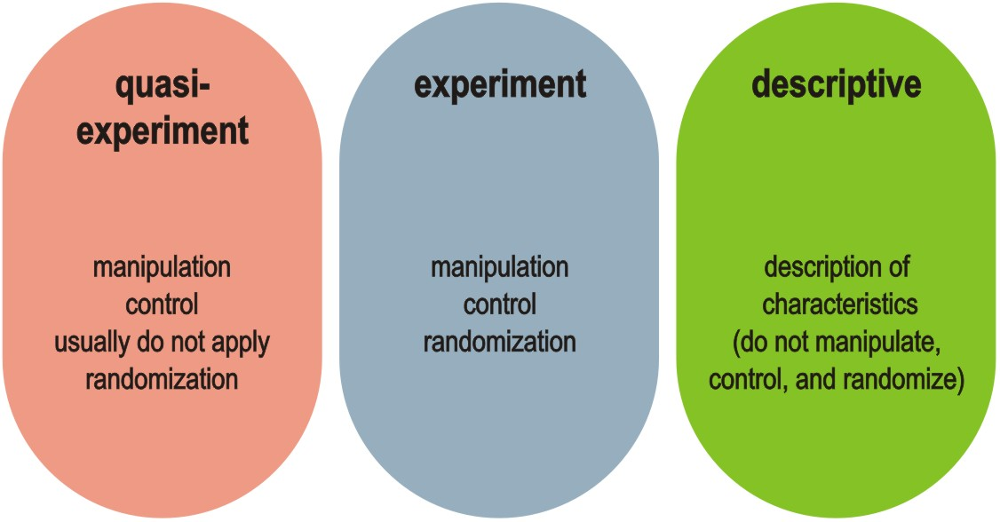 quasi-
experiment
manipulation
control
usually do not apply
randomization
experiment
manipulation
control
randomization
descriptive
description of
characteristics
(do not manipulate,
control, and randomize)